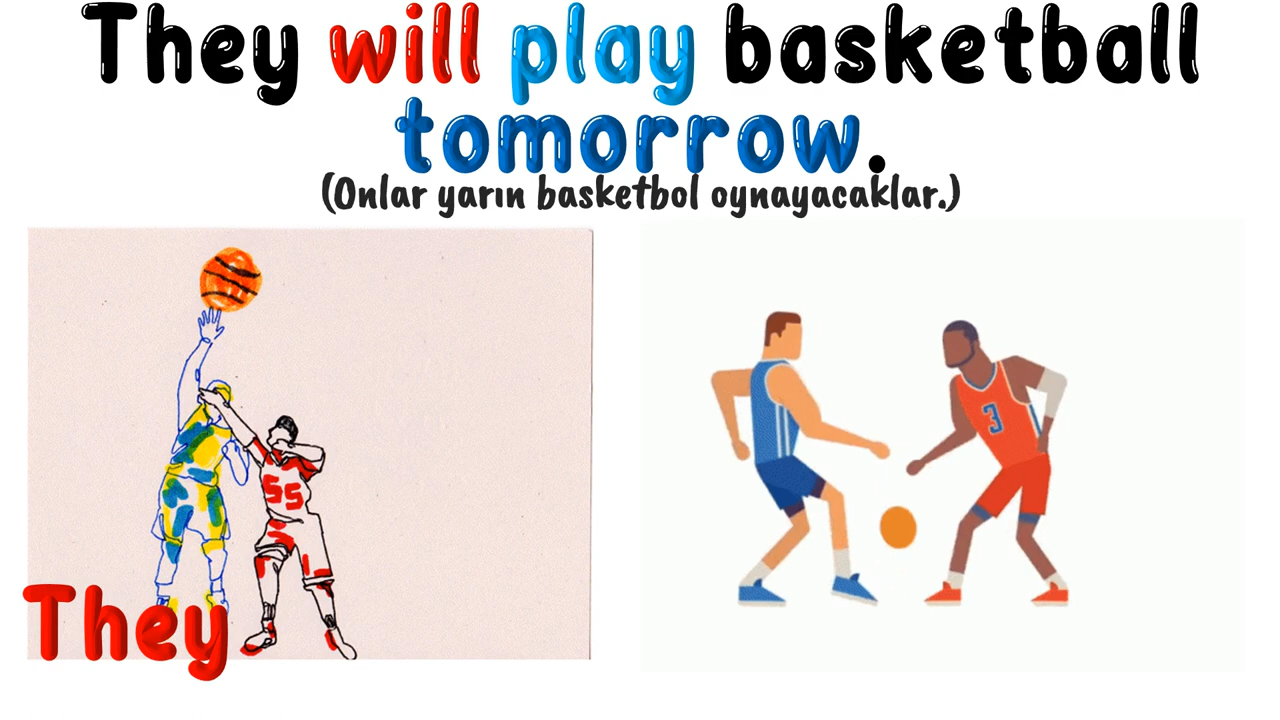 They will play basketball
tomorrow.
(Onlar yarın basketbol oynayacaklar.)
55
3
They